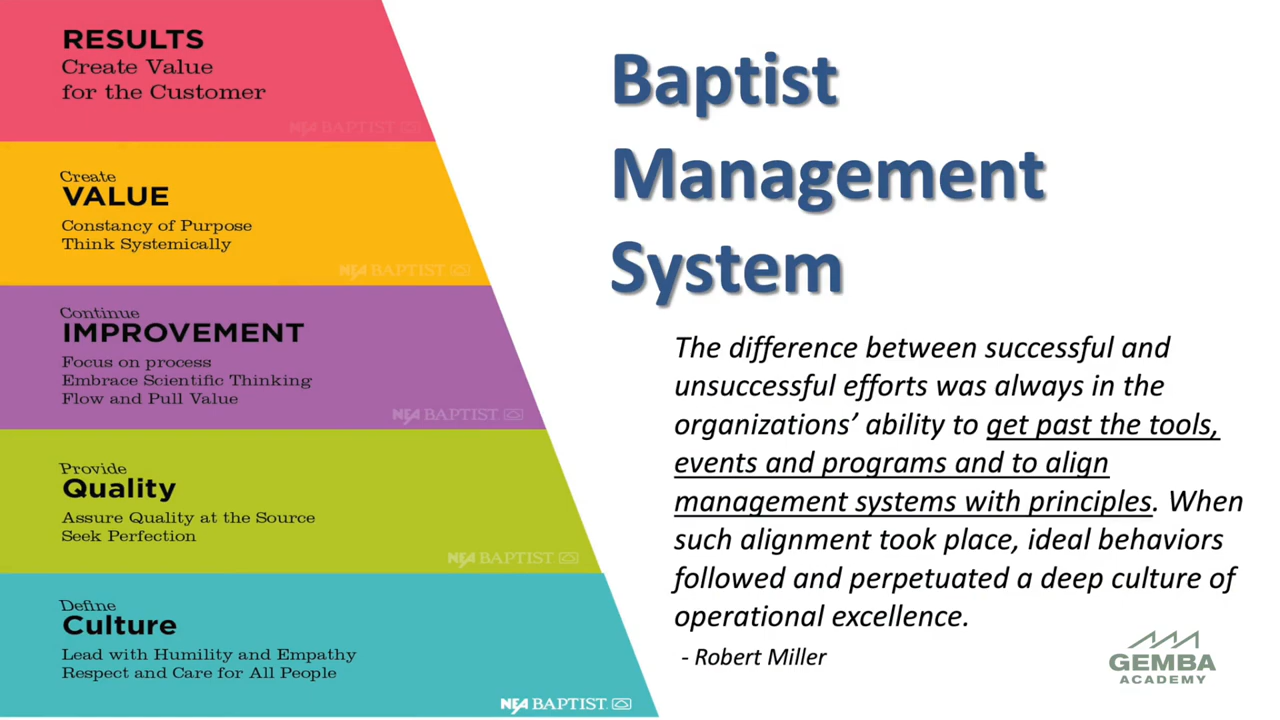 RESULTS
Create Value
for the Customer
NEA BAPTIST
Create
VALUE
Constancy of Purpose
Think Systemically
NEA BAPTIST
Continue
IMPROVEMENT
Focus on process
Embrace Scientific Thinking
Flow and Pull Value
NEA BAPTIST
Provide
Quality
Assure Quality at the Source
Seek Perfection
NEA BAPTIST
Define
Culture
Lead with Humility and Empathy
Respect and Care for All People
NEA BAPTIST
Baptist
Management
System
The difference between successful and
unsuccessful efforts was always in the
organizations’ ability to get past the tools,
events and programs and to align
management systems with principles. When
such alignment took place, ideal behaviors
followed and perpetuated a deep culture of
operational excellence.
- Robert Miller
GEMBA
ACADEMY